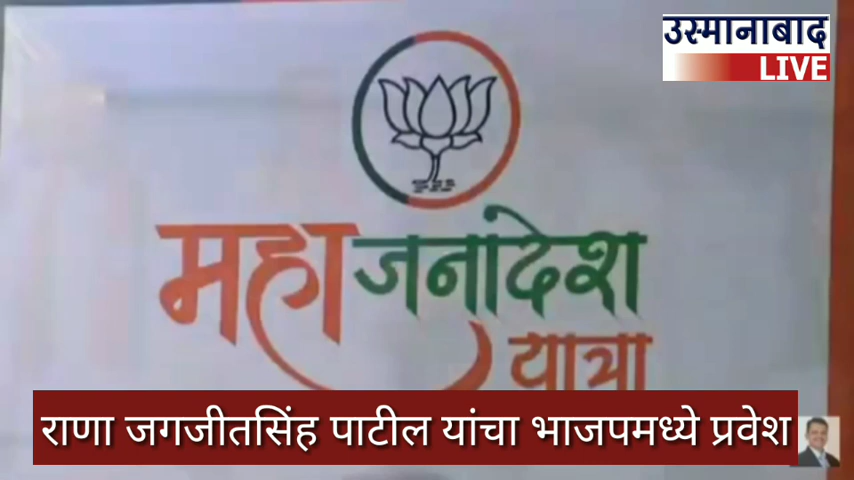 उस्मानाबाद
LIVE
महाजनादेश
यात्रा
राणा जगजीतसिंह पाटील यांचा भाजपमध्ये प्रवेश